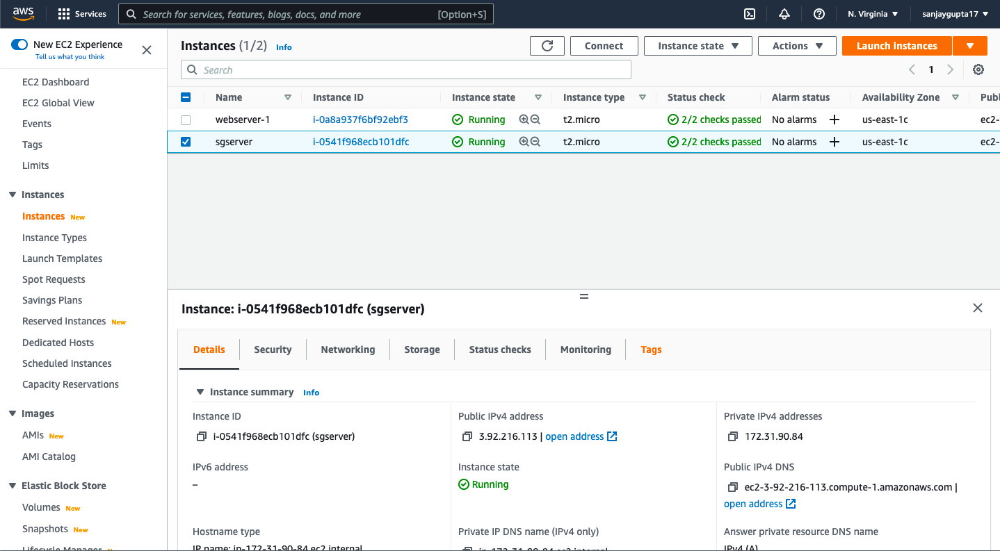 aws Services Search for services, features, blogs, docs, and more [Option+S] N. Virginia sanjaygupta17
New EC2 Experience
Tell us what you think
EC2 Dashboard
EC2 Global View
Events
Tags
Limits
Instances
Instances New
Instance Types
Launch Templates
Spot Requests
Savings Plans
Reserved Instances New
Dedicated Hosts
Scheduled Instances
Capacity Reservations
Images
AMIs New
AMI Catalog
Elastic Block Store
Volumes New
Snapshots New
Lifecycle Manager
Instances (1/2) Info Connect Instance state Actions Launch instances
Search 1
Name Instance ID Instance state Instance type Status check Alarm status Availability Zone Publ
webserver-1 i-0a8a937f6bf92ebf3 Running t2.micro 2/2 checks passed No alarms us-east-1c ec2-
sgserver i-0541f968ecb101dfc Running t2.micro 2/2 checks passed No alarms us-east-1c ec2-
Instance: i-0541f968ecb101dfc (sgserver)
Details Security Networking Storage Status checks Monitoring Tags
Instance summary Info
Instance ID Public IPv4 address Private IPv4 addresses
i-0541f968ecb101dfc (sgserver) 3.92.216.113 | open address 172.31.90.84
IPv6 address Instance state Public IPv4 DNS
– Running ec2-3-92-216-113.compute-1.amazonaws.com |
open address
Hostname type Private IP DNS name (IPv4 only) Answer private resource DNS name
IP name: ip-172-31-90-84.ec2.internal ip-172-31-90-84.ec2.internal IPv4 (A)